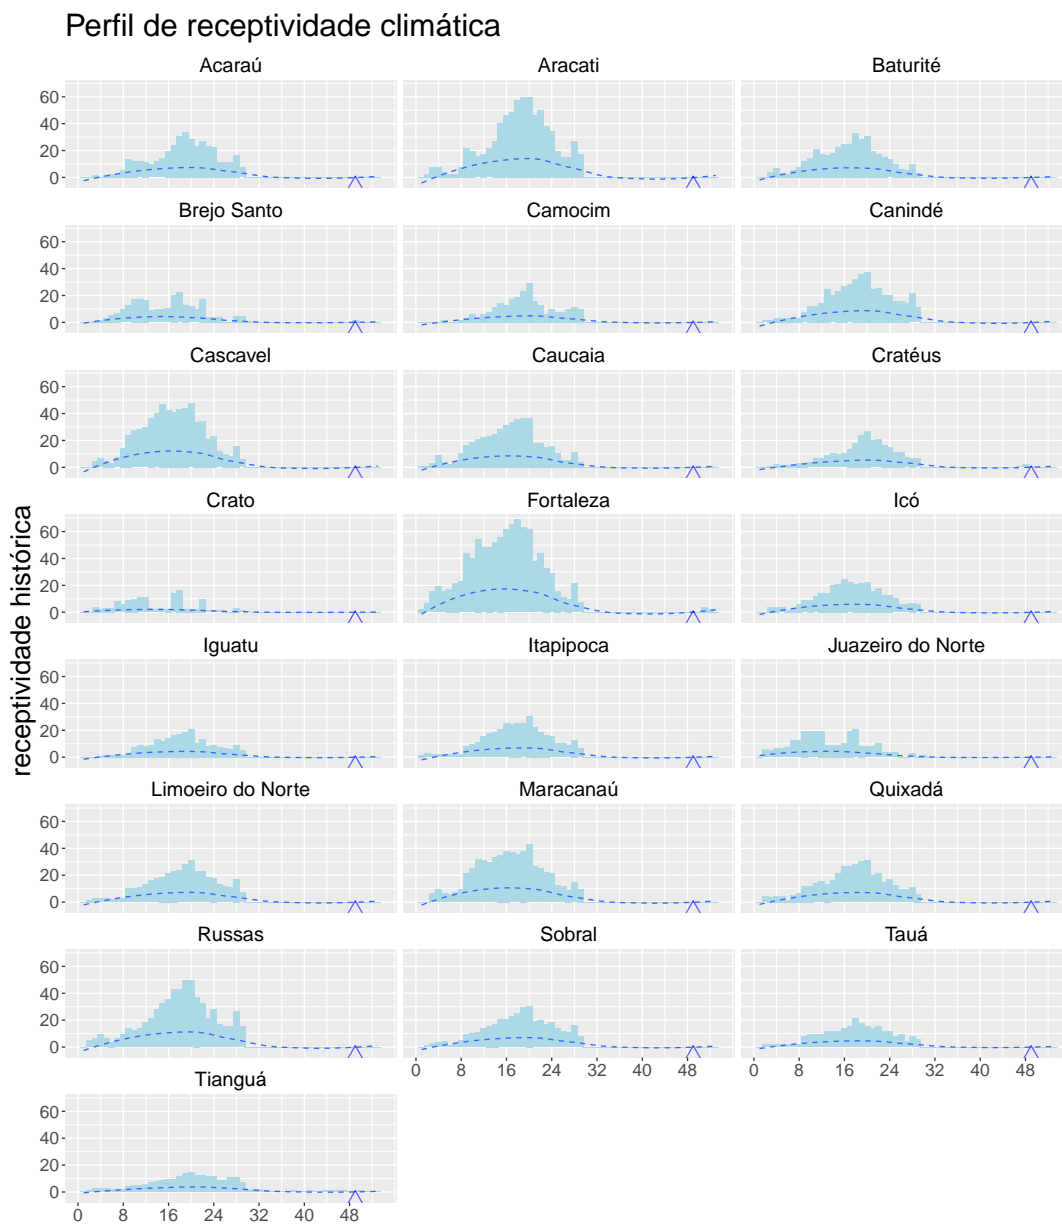 Perfil de receptividade climática
Acaraú Aracati Baturité
60
40
20
0
Brejo Santo Camocim Canindé
60
40
20
0
Cascavel Caucaia Cratéus
60
40
20
0
Crato Fortaleza Icó
60
40
20
0
receptividade histórica
Iguatu Itapipoca Juazeiro do Norte
60
40
20
0
Limoeiro do Norte Maracanaú Quixadá
60
40
20
0
Russas Sobral Tauá
60
40
20
0
0 8 16 24 32 40 48 0 8 16 24 32 40 48
Tianguá
60
40
20
0
0 8 16 24 32 40 48